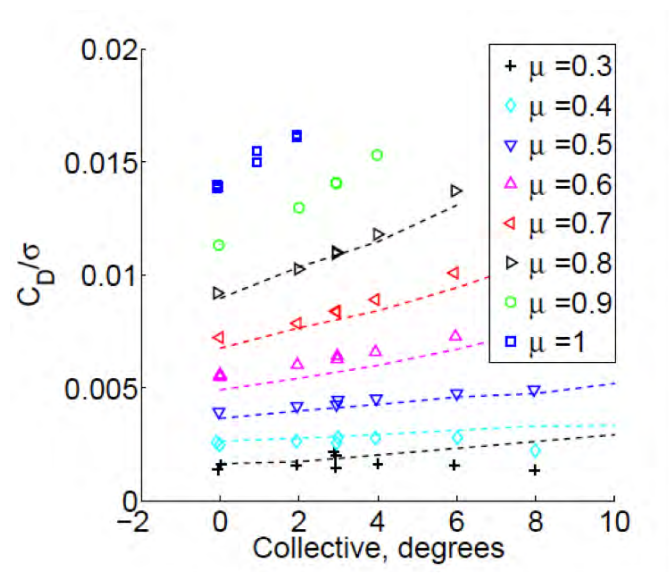 0.02
0.015
0.01
0.005
0
C_D/σ
−2
0
2
4
6
8
10
Collective, degrees
μ =0.3
μ =0.4
μ =0.5
μ =0.6
μ =0.7
μ =0.8
μ =0.9
μ =1